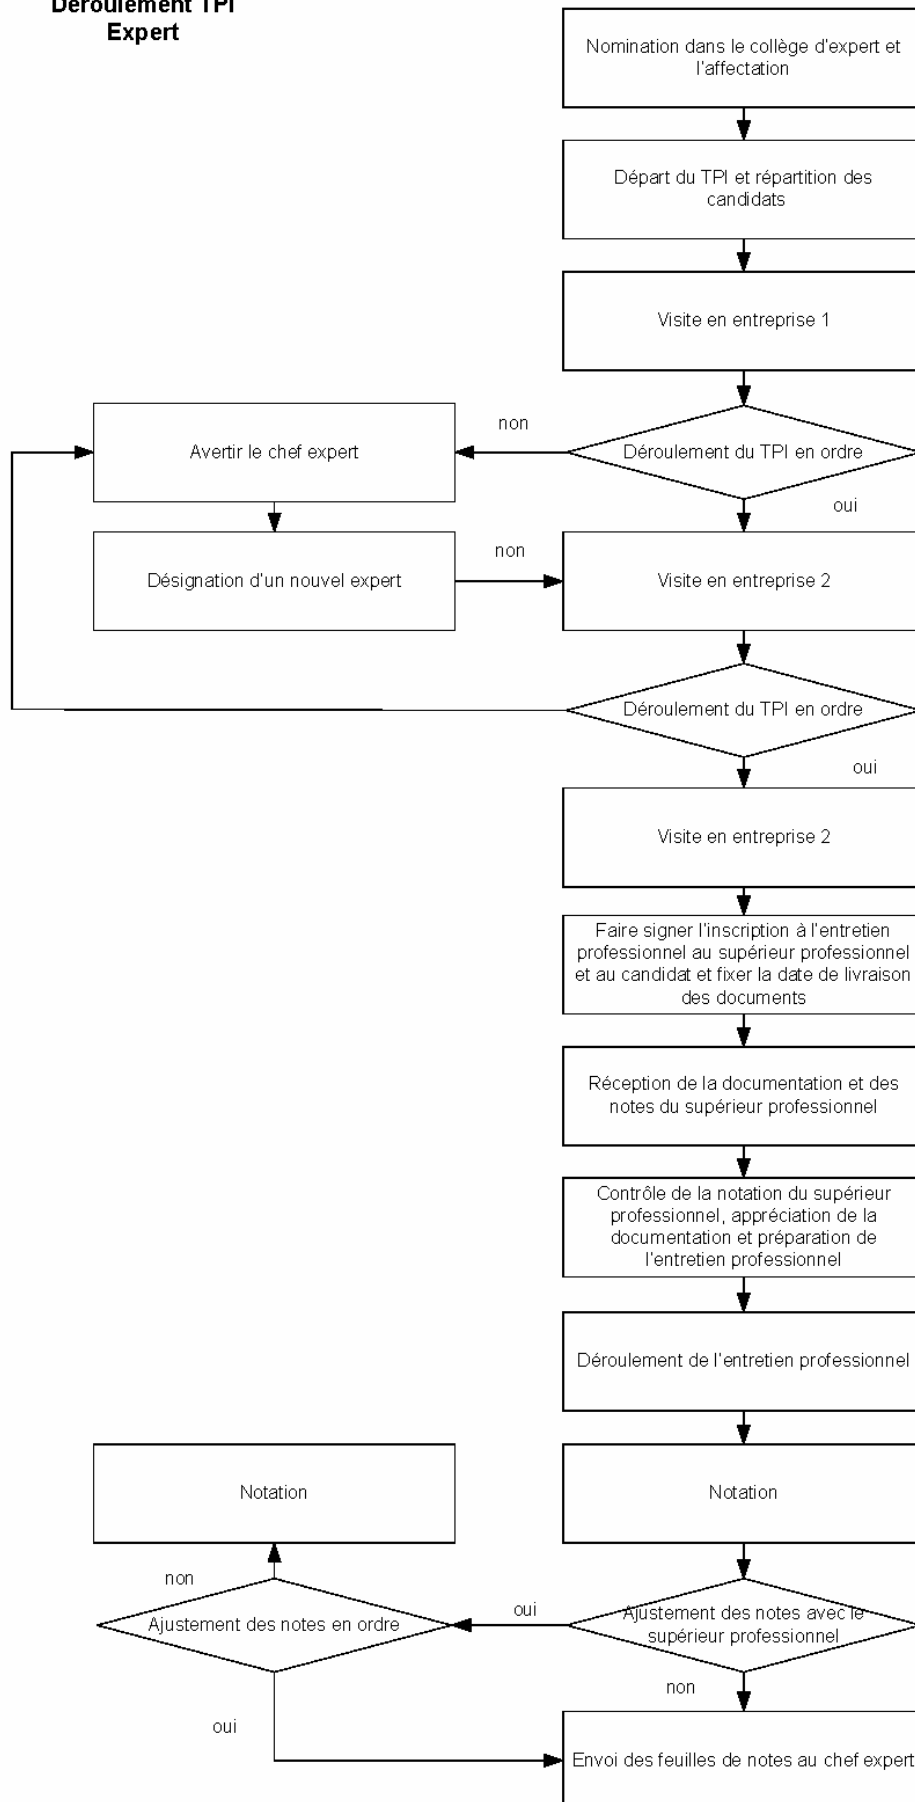 Déroulement TPI
Expert
Nomination dans le collège d'expert et
l'affectation
Départ du TPI et répartition des
candidats
Visite en entreprise 1
non
Avertir le chef expert
Déroulement du TPI en ordre
oui
non
Désignation d'un nouvel expert
Visite en entreprise 2
Déroulement du TPI en ordre
oui
Visite en entreprise 2
Faire signer l'inscription à l'entretien
professionnel au supérieur professionnel
et au candidat et fixer la date de livraison
des documents
Réception de la documentation et des
notes du supérieur professionnel
Contrôle de la notation du supérieur
professionnel, appréciation de la
documentation et préparation de
l'entretien professionnel
Déroulement de l'entretien professionnel
Notation
Notation
non
Ajustement des notes en ordre
oui
Ajustement des notes avec le
supérieur professionnel
non
oui
Envoi des feuilles de notes au chef expert